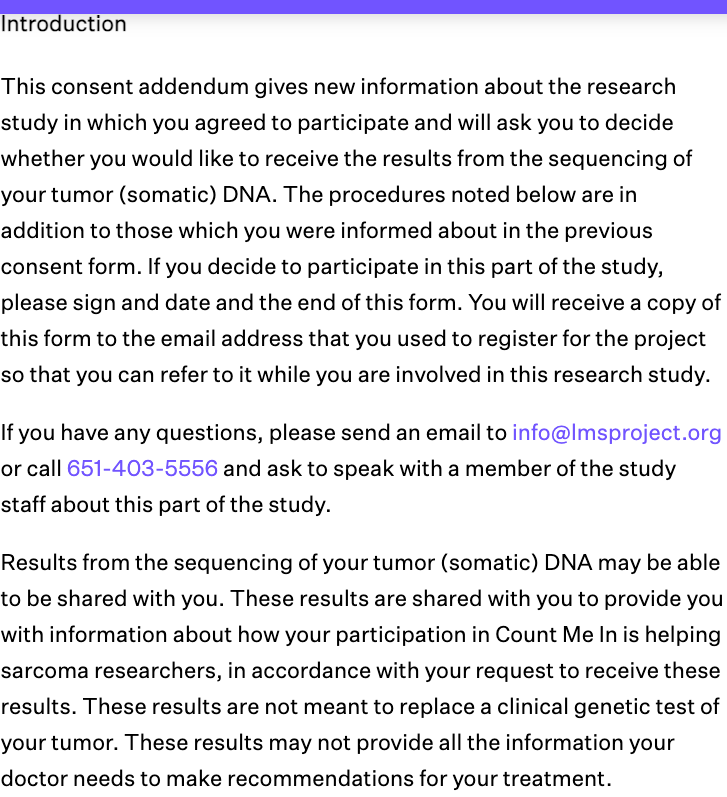 Introduction
This consent addendum gives new information about the research
study in which you agreed to participate and will ask you to decide
whether you would like to receive the results from the sequencing of
your tumor (somatic) DNA. The procedures noted below are in
addition to those which you were informed about in the previous
consent form. If you decide to participate in this part of the study,
please sign and date and the end of this form. You will receive a copy of
this form to the email address that you used to register for the project
so that you can refer to it while you are involved in this research study.
If you have any questions, please send an email to info@lmsproject.org
or call 651-403-5556 and ask to speak with a member of the study
staff about this part of the study.
Results from the sequencing of your tumor (somatic) DNA may be able
to be shared with you. These results are shared with you to provide you
with information about how your participation in Count Me In is helping
sarcoma researchers, in accordance with your request to receive these
results. These results are not meant to replace a clinical genetic test of
your tumor. These results may not provide all the information your
doctor needs to make recommendations for your treatment.